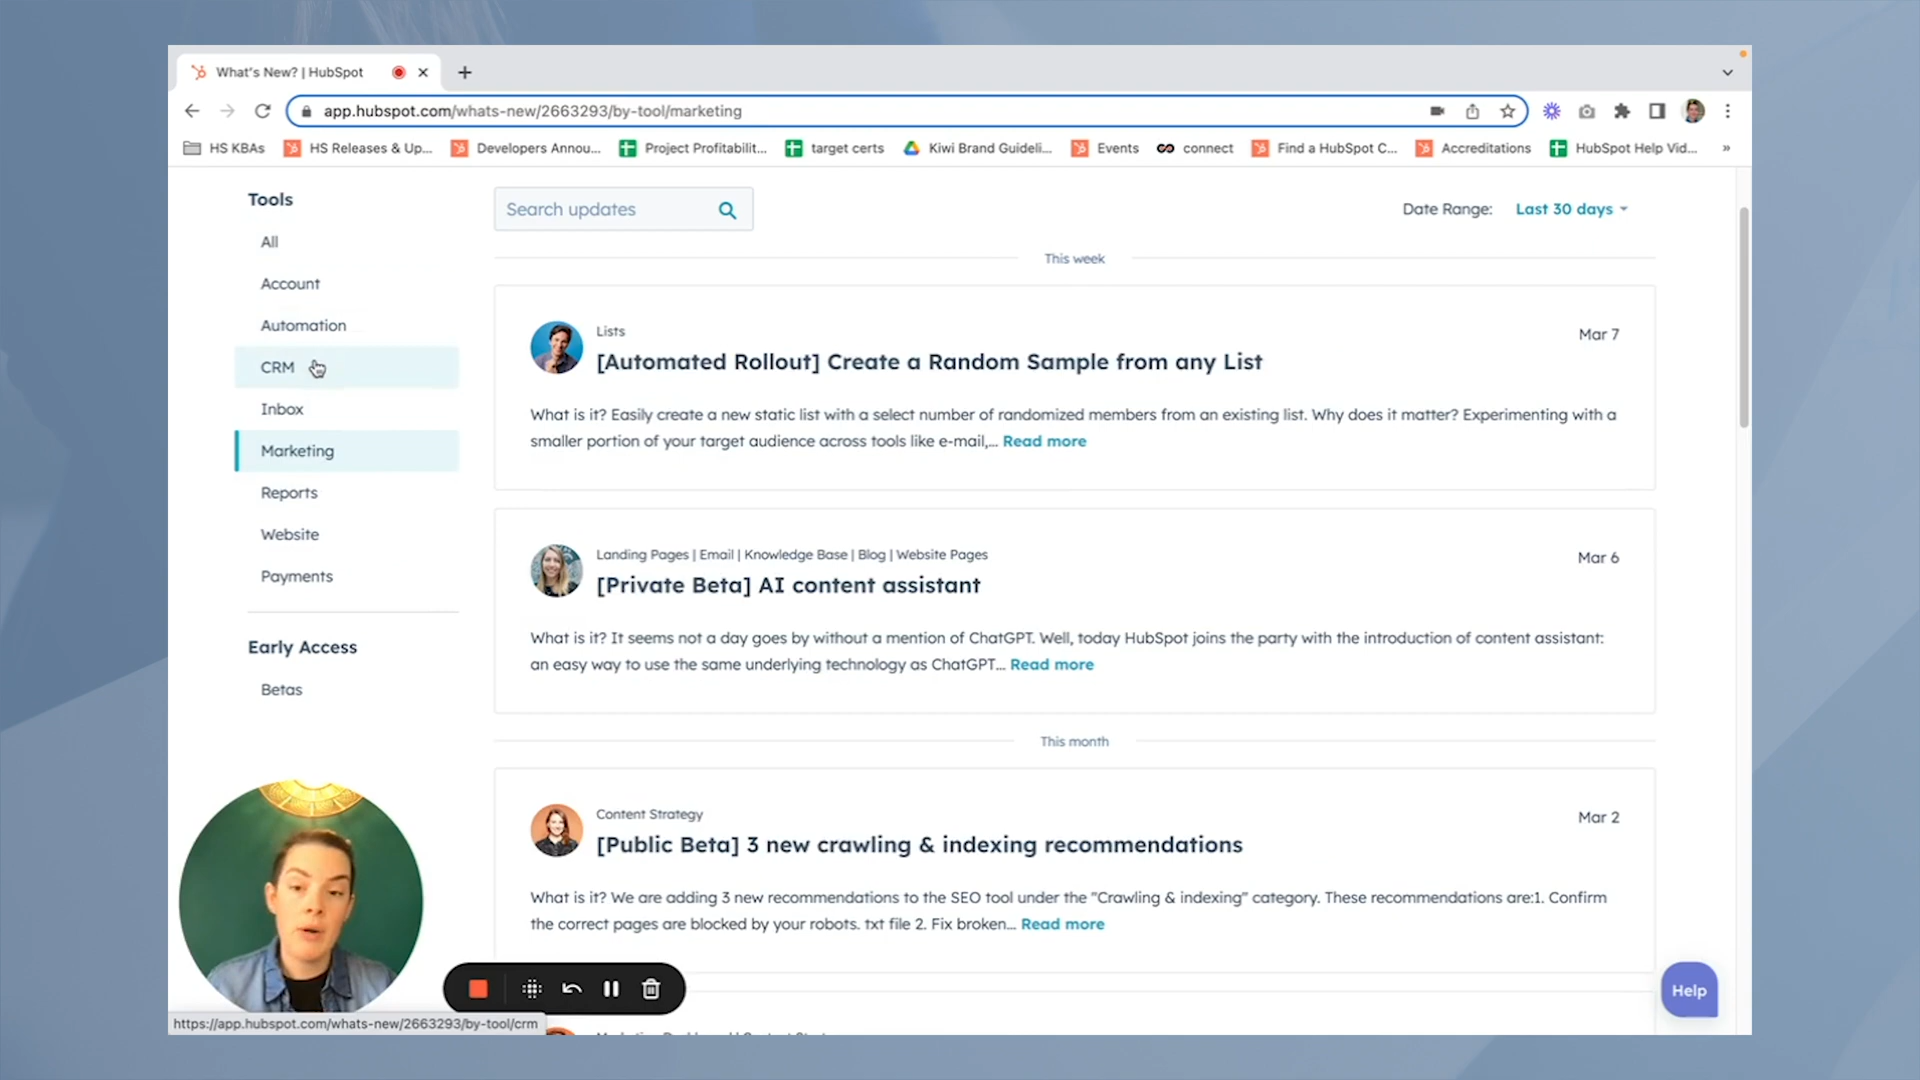 What's New? | HubSpot
app.hubspot.com/whats-new/2663293/by-tool/marketing
HS KBAs
HS Releases & Up...
Developers Annou...
Project Profitabilit...
target certs
Kiwi Brand Guideli...
Events
connect
Find a HubSpot C...
Accreditations
HubSpot Help Vid...
»
Tools
All
Account
Automation
CRM
Inbox
Marketing
Reports
Website
Payments
Early Access
Betas
Search updates
Date Range: Last 30 days
This week
Lists
Mar 7
[Automated Rollout] Create a Random Sample from any List
What is it? Easily create a new static list with a select number of randomized members from an existing list. Why does it matter? Experimenting with a
smaller portion of your target audience across tools like e-mail,... Read more
Landing Pages | Email | Knowledge Base | Blog | Website Pages
Mar 6
[Private Beta] AI content assistant
What is it? It seems not a day goes by without a mention of ChatGPT. Well, today HubSpot joins the party with the introduction of content assistant:
an easy way to use the same underlying technology as ChatGPT... Read more
This month
Content Strategy
Mar 2
[Public Beta] 3 new crawling & indexing recommendations
What is it? We are adding 3 new recommendations to the SEO tool under the "Crawling & indexing" category. These recommendations are:1. Confirm
the correct pages are blocked by your robots. txt file 2. Fix broken... Read more
Help
https://app.hubspot.com/whats-new/2663293/by-tool/crm